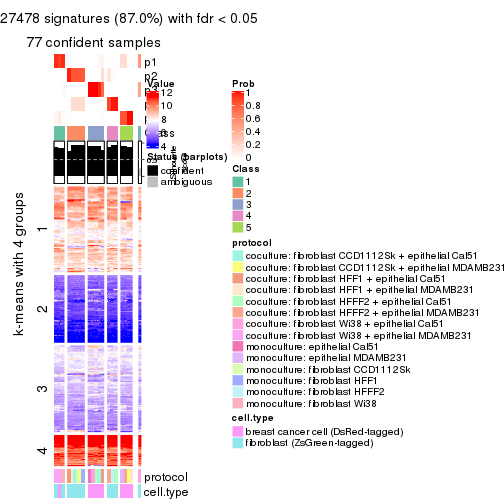 27478 signatures (87.0%) with fdr < 0.05
77 confident samples
p1
p2
Value
12
10
8
6
4
Class
Status (barplots)
confident
ambiguous
Silhouette
k-means with 4 groups
1
2
3
4
protocol
cell.type
Prob
1
0.8
0.6
0.4
0.2
0
Class
1
2
3
4
5
protocol
coculture: fibroblast CCD1112Sk + epithelial Cal51
coculture: fibroblast CCD1112Sk + epithelial MDAMB231
coculture: fibroblast HFF1 + epithelial Cal51
coculture: fibroblast HFF1 + epithelial MDAMB231
coculture: fibroblast HFFF2 + epithelial Cal51
coculture: fibroblast HFFF2 + epithelial MDAMB231
coculture: fibroblast Wi38 + epithelial Cal51
coculture: fibroblast Wi38 + epithelial MDAMB231
monoculture: epithelial Cal51
monoculture: epithelial MDAMB231
monoculture: fibroblast CCD1112Sk
monoculture: fibroblast HFF1
monoculture: fibroblast HFFF2
monoculture: fibroblast Wi38
cell.type
breast cancer cell (DsRed-tagged)
fibroblast (ZsGreen-tagged)